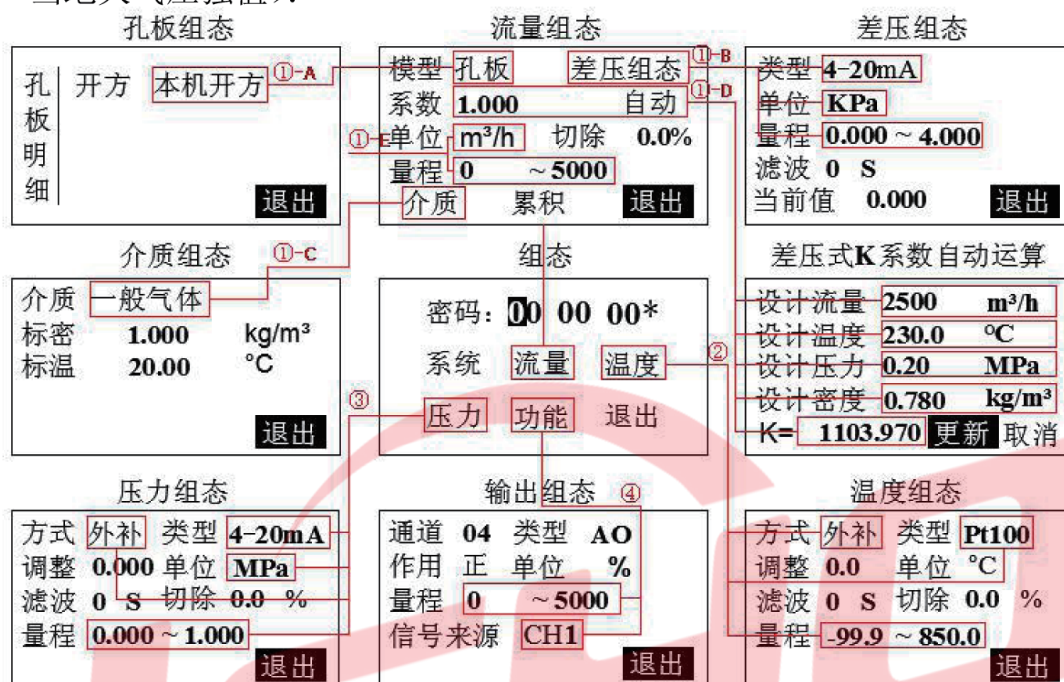 当地大气压强值
孔板组态
孔板明细
开方 本机开方
退出
①-A
流量组态
模型 孔板 差压组态
系数 1.000 自动
单位 m³/h 切除 0.0%
量程 0 ~ 5000
介质 累积 退出
①-B
①-D
①-E
差压组态
类型 4-20mA
单位 KPa
量程 0.000 ~ 4.000
滤波 0 S
当前值 0.000 退出
介质组态
①-C
介质 一般气体
标密 1.000 kg/m³
标温 20.00 °C
退出
组态
密码: 00 00 00*
系统 流量 温度
压力 功能 退出
②
③
差压式K系数自动运算
设计流量 2500 m³/h
设计温度 230.0 °C
设计压力 0.20 MPa
设计密度 0.780 kg/m³
K= 1103.970 更新 取消
压力组态
方式 外补 类型 4-20mA
调整 0.000 单位 MPa
滤波 0 S 切除 0.0 %
量程 0.000 ~ 1.000
退出
输出组态 ④
通道 04 类型 AO
作用 正 单位 %
量程 0 ~ 5000
信号来源 CH1
退出
温度组态
方式 外补 类型 Pt100
调整 0.0 单位 °C
滤波 0 S 切除 0.0 %
量程 -99.9 ~ 850.0
退出